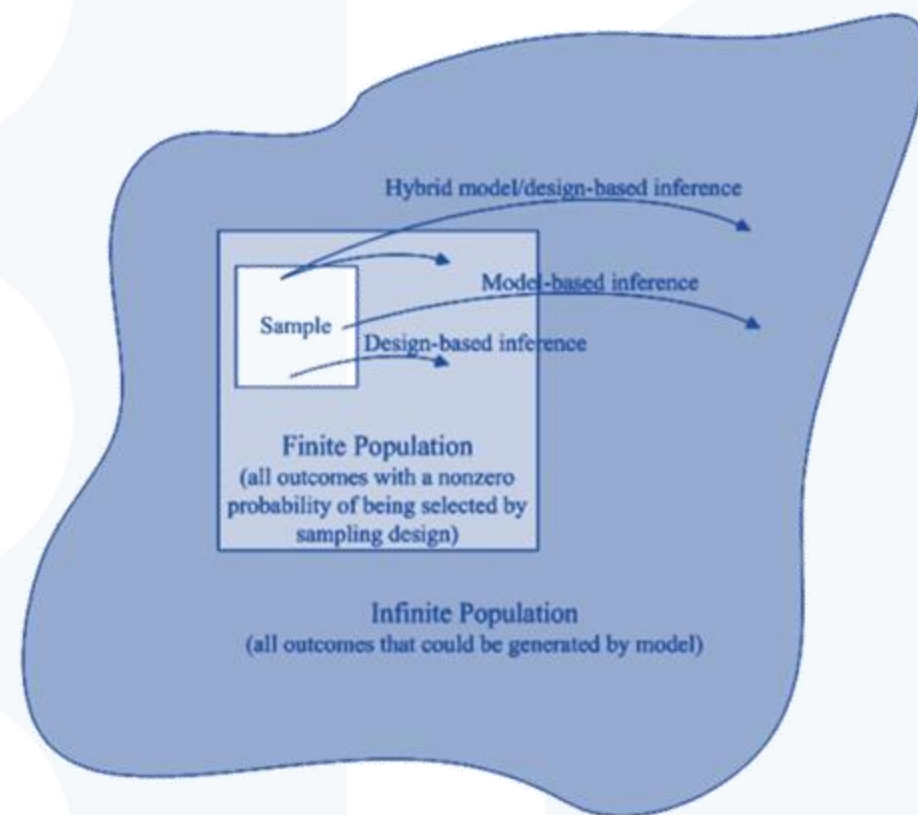 Hybrid model/design-based inference
Model-based inference
Sample
Design-based inference
Finite Population
(all outcomes with a nonzero
probability of being selected by
sampling design)
Infinite Population
(all outcomes that could be generated by model)